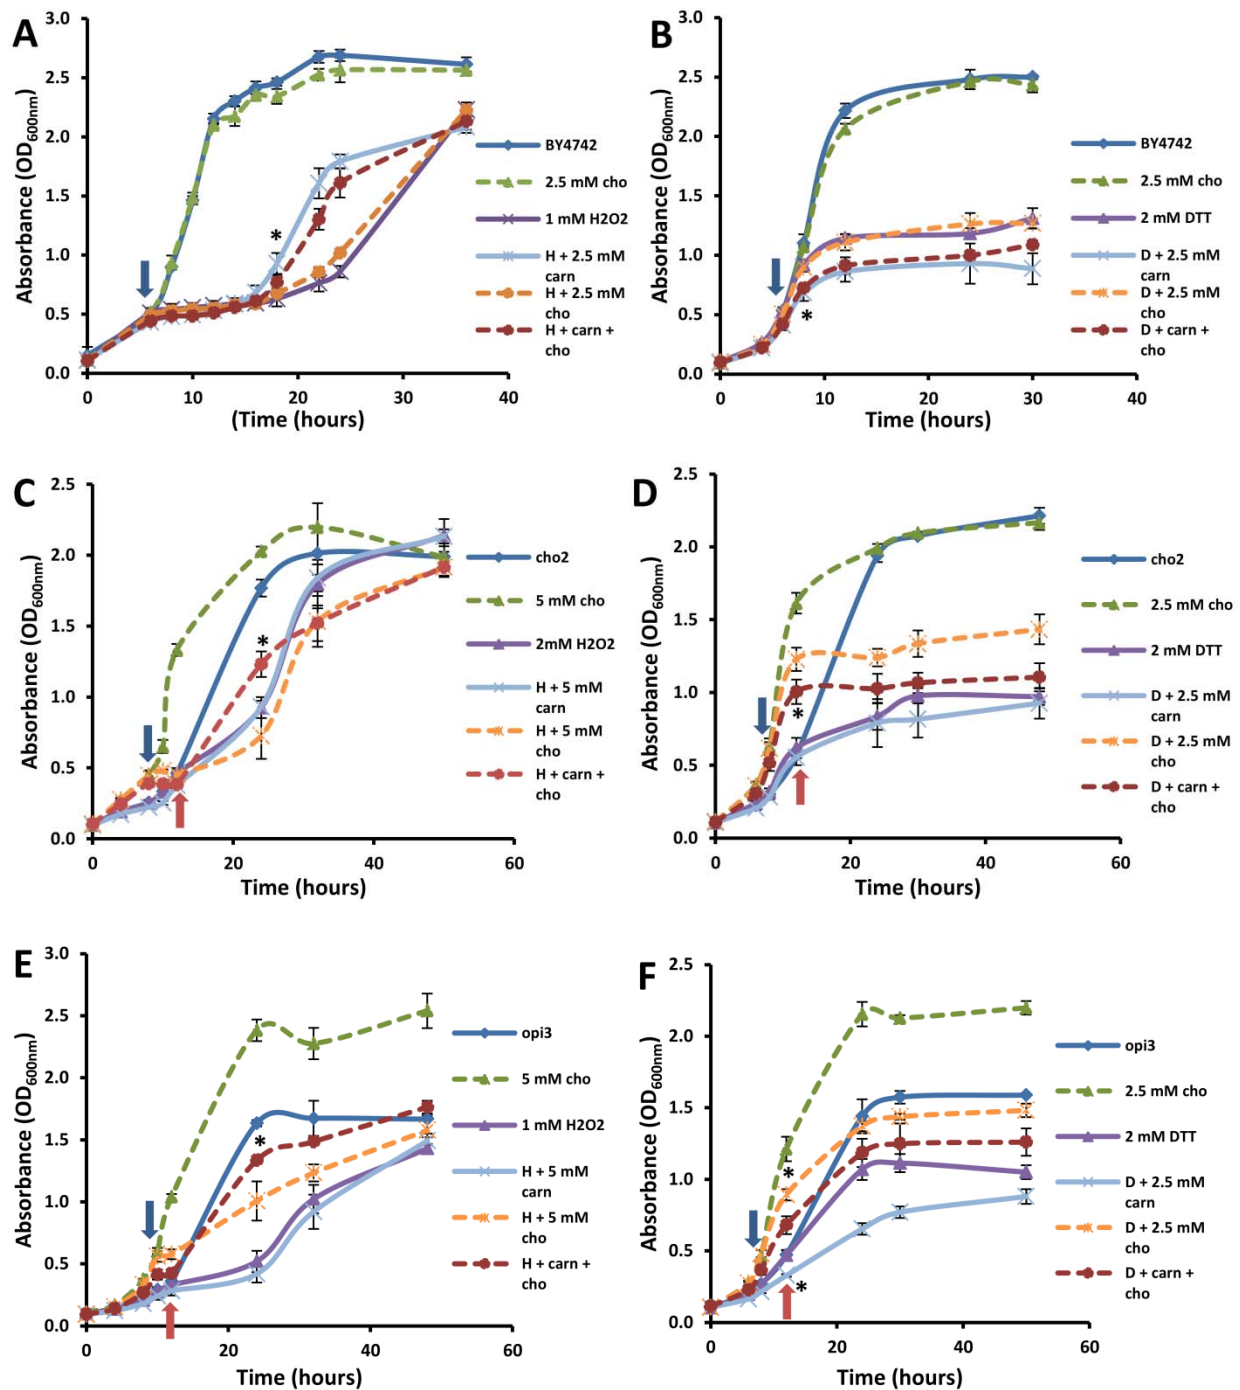 A
Absorbance (OD600nm)
3.0
2.5
2.0
1.5
1.0
0.5
0.0
0
10
20
30
40
(Time (hours)
*
BY4742
2.5 mM cho
1 mM H2O2
H + 2.5 mM
carn
H + 2.5 mM
cho
H + carn +
cho
B
Absorbance (OD600nm)
3.0
2.5
2.0
1.5
1.0
0.5
0.0
0
10
20
30
40
Time (hours)
*
BY4742
2.5 mM cho
2 mM DTT
D + 2.5 mM
carn
D + 2.5 mM
cho
D + carn +
cho
C
Absorbance (OD600nm)
2.5
2.0
1.5
1.0
0.5
0.0
0
20
40
60
Time (hours)
*
cho2
5 mM cho
2mM H2O2
H + 5 mM
carn
H + 5 mM
cho
H + carn +
cho
D
Absorbance (OD600nm)
2.5
2.0
1.5
1.0
0.5
0.0
0
20
40
60
Time (hours)
*
cho2
2.5 mM cho
2 mM DTT
D + 2.5 mM
carn
D + 2.5 mM
cho
D + carn +
cho
E
Absorbance (OD600nm)
3.0
2.5
2.0
1.5
1.0
0.5
0.0
0
20
40
60
Time (hours)
*
opi3
5 mM cho
1 mM H2O2
H + 5 mM
carn
H + 5 mM
cho
H + carn +
cho
F
Absorbance (OD600nm)
2.5
2.0
1.5
1.0
0.5
0.0
0
20
40
60
Time (hours)
*
*
opi3
2.5 mM cho
2 mM DTT
D + 2.5 mM
carn
D + 2.5 mM
cho
D + carn +
cho